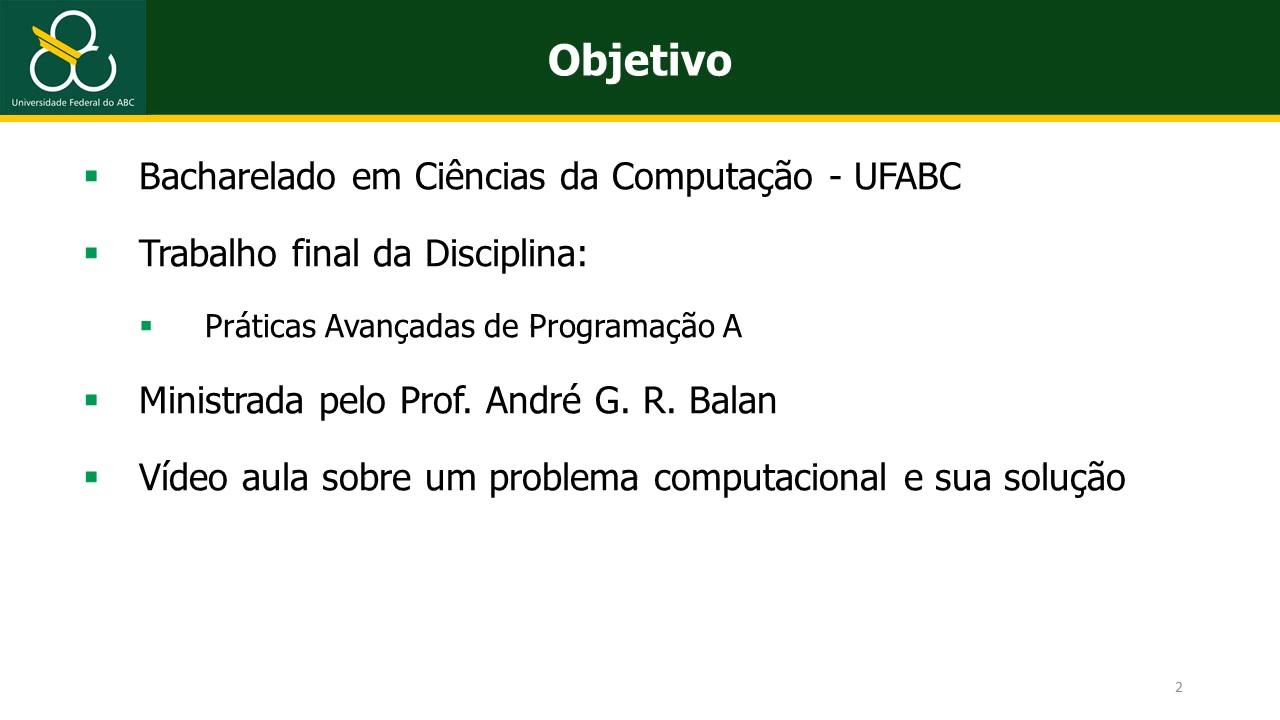 Universidade Federal do ABC
Objetivo
Bacharelado em Ciências da Computação - UFABC
Trabalho final da Disciplina:
Práticas Avançadas de Programação A
Ministrada pelo Prof. André G. R. Balan
Vídeo aula sobre um problema computacional e sua solução
2